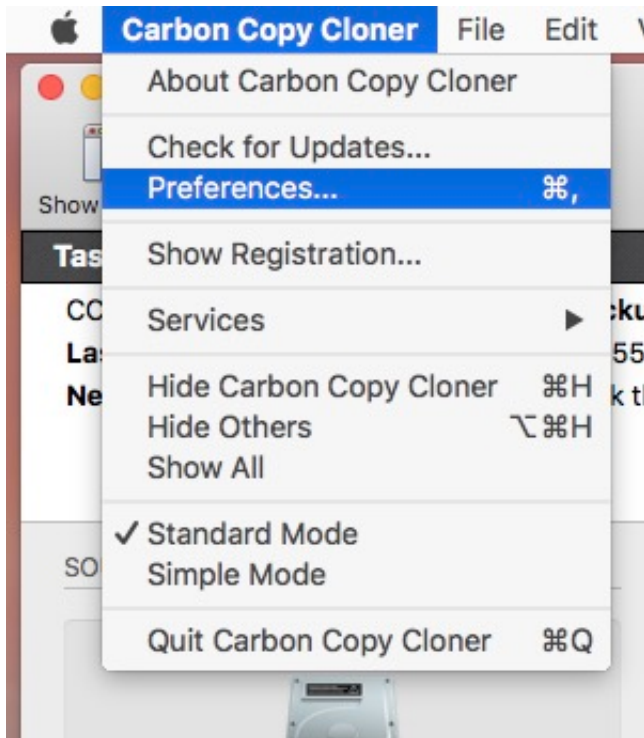 Carbon Copy Cloner File Edit
About Carbon Copy Cloner
Check for Updates...
Preferences... ⌘,
Show
Show Registration...
Services ▶
Hide Carbon Copy Cloner ⌘H
Hide Others ⌥⌘H
Show All
✓ Standard Mode
Simple Mode
Quit Carbon Copy Cloner ⌘Q